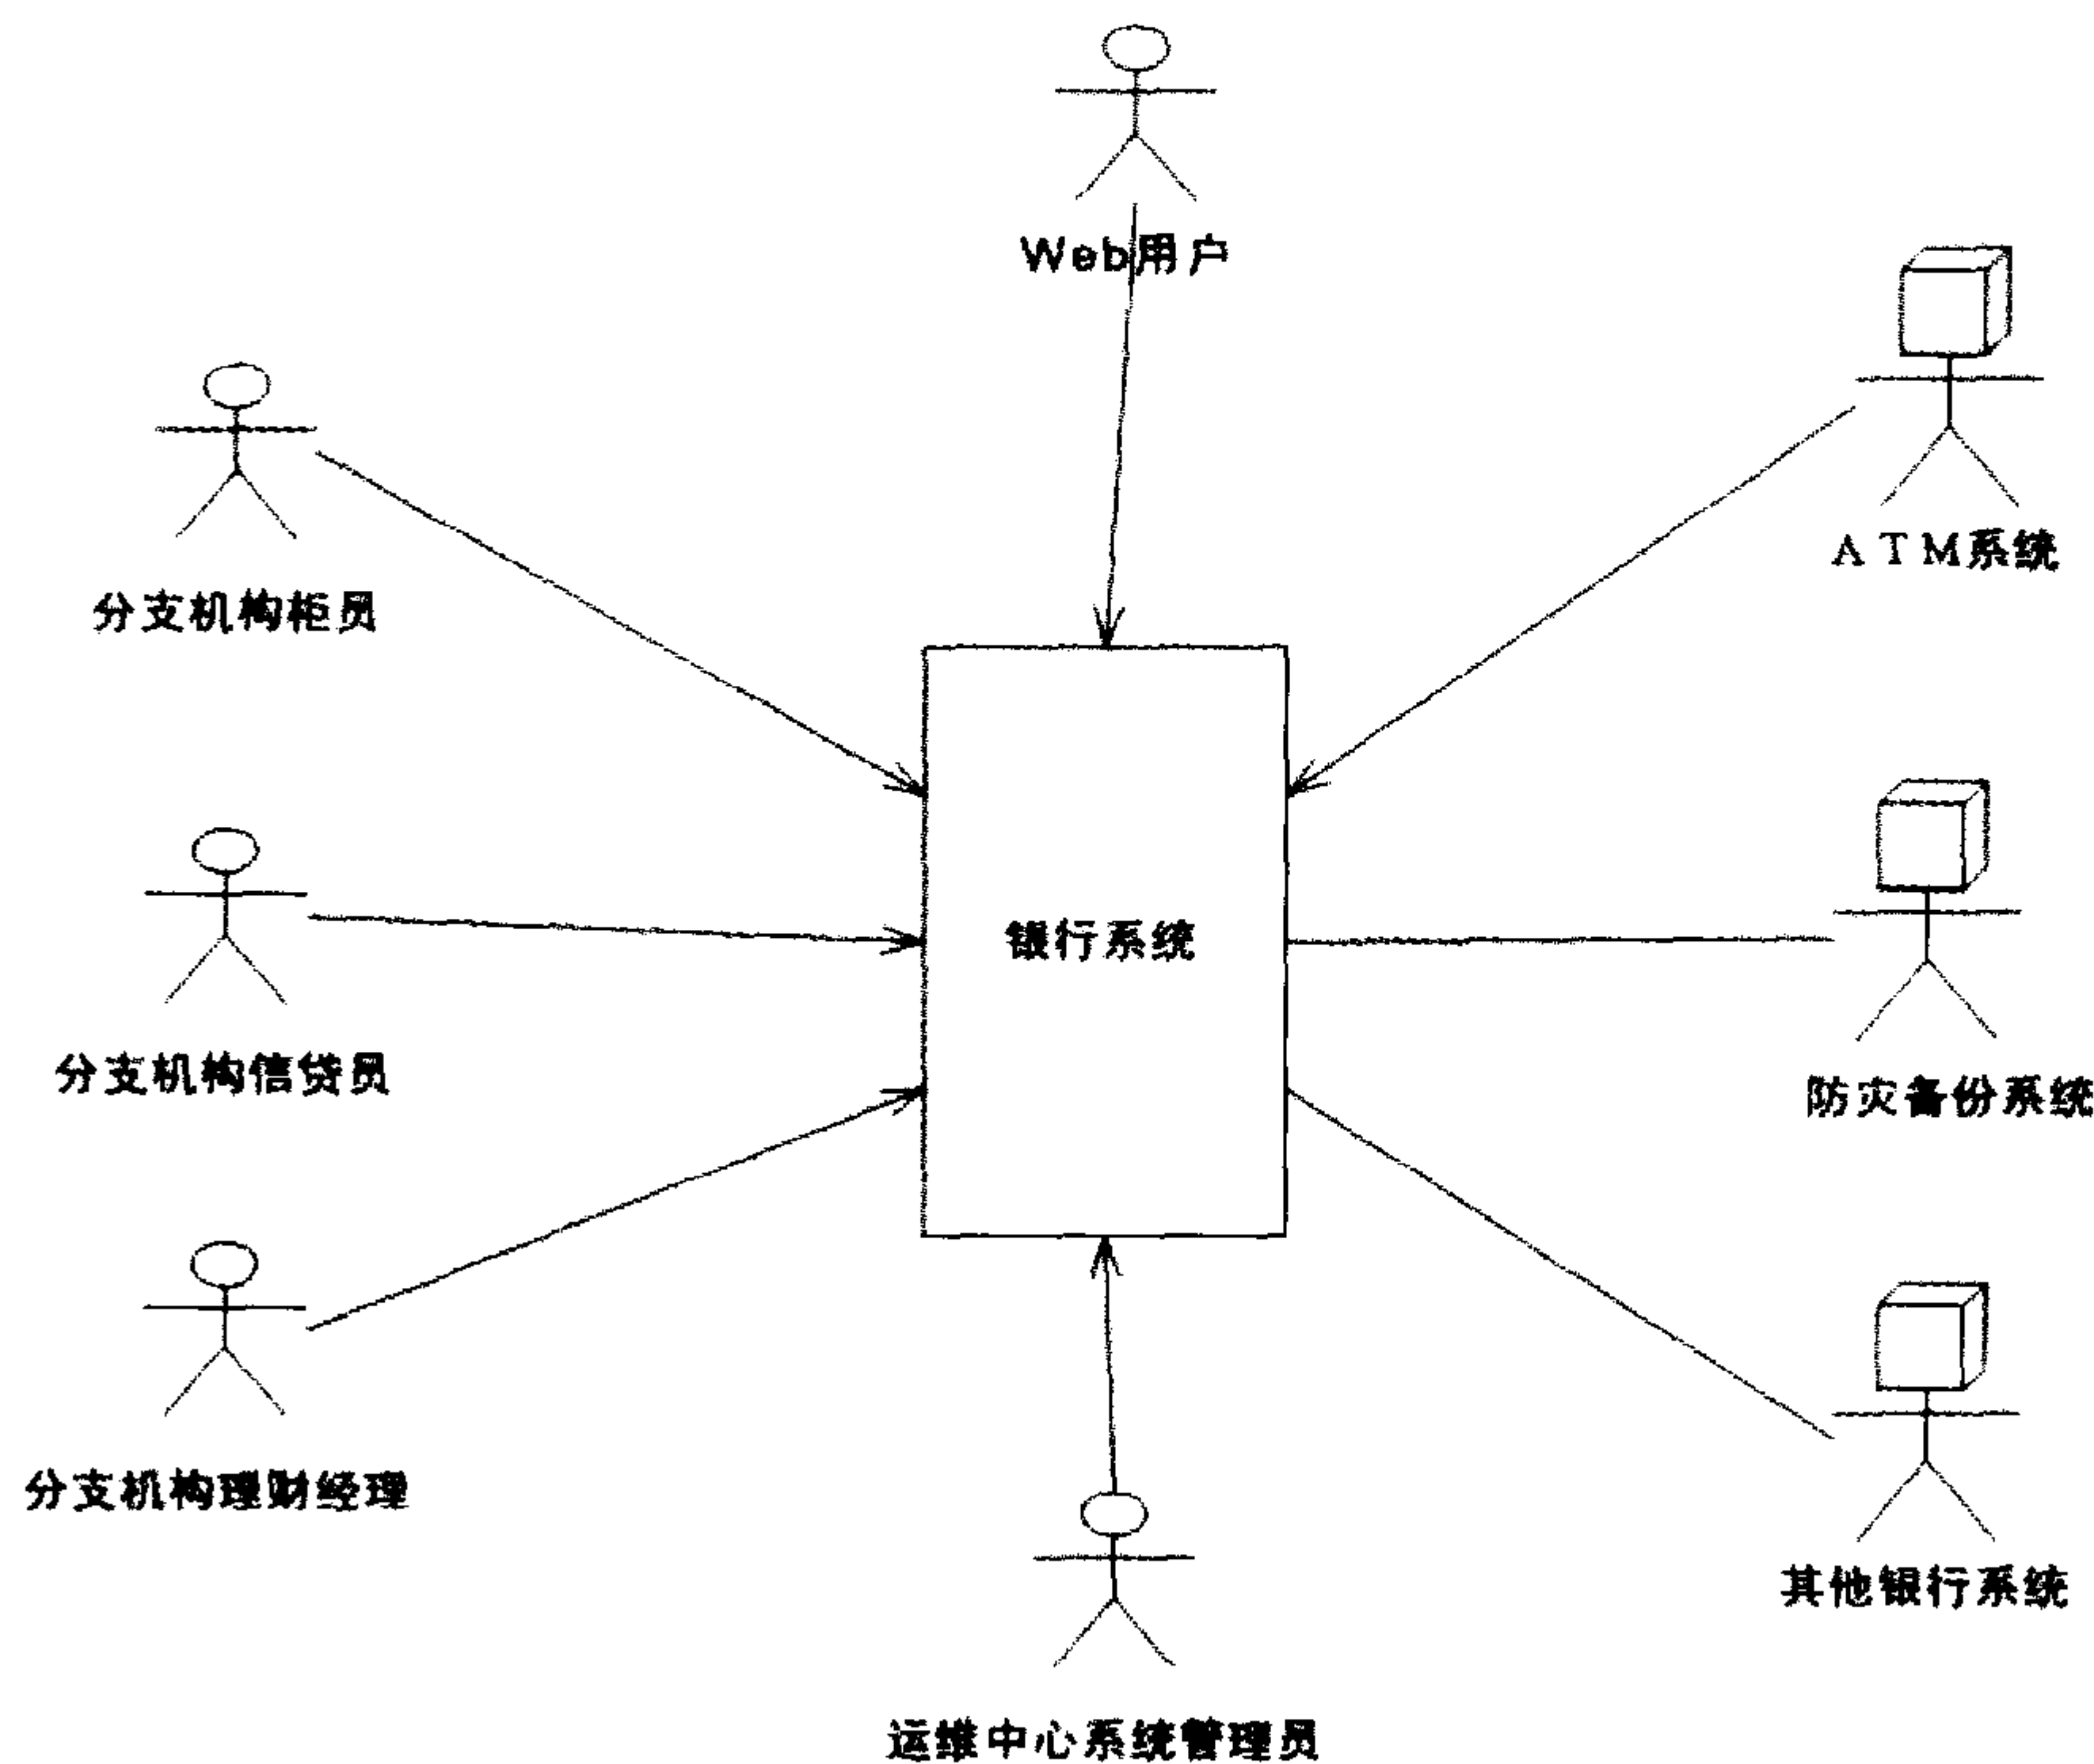 Web用户
ATM系统
分支机构柜员
银行系统
分支机构信贷员
防灾备份系统
分支机构理财经理
其他银行系统
运维中心系统管理员